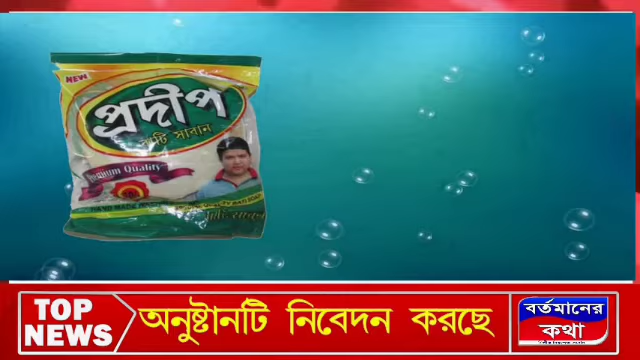 NEW
প্রদীপ
সাবান
Premium Quality
TOP
NEWS
অনুষ্টানটি নিবেদন করছে
বর্তমানের
কথা